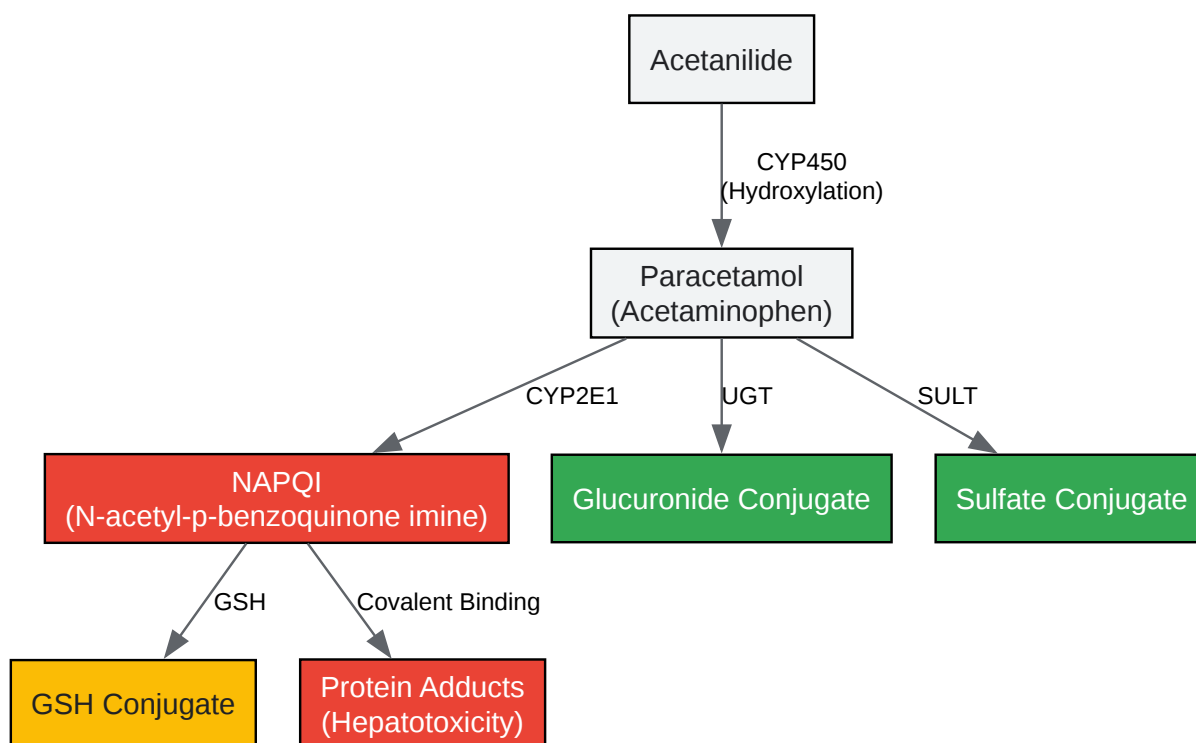 Acetanilide
CYP450
(Hydroxylation)
Paracetamol
(Acetaminophen)
CYP2E1
UGT
SULT
NAPQI
(N-acetyl-p-benzoquinone imine)
Glucuronide Conjugate
Sulfate Conjugate
GSH
Covalent Binding
GSH Conjugate
Protein Adducts
(Hepatotoxicity)